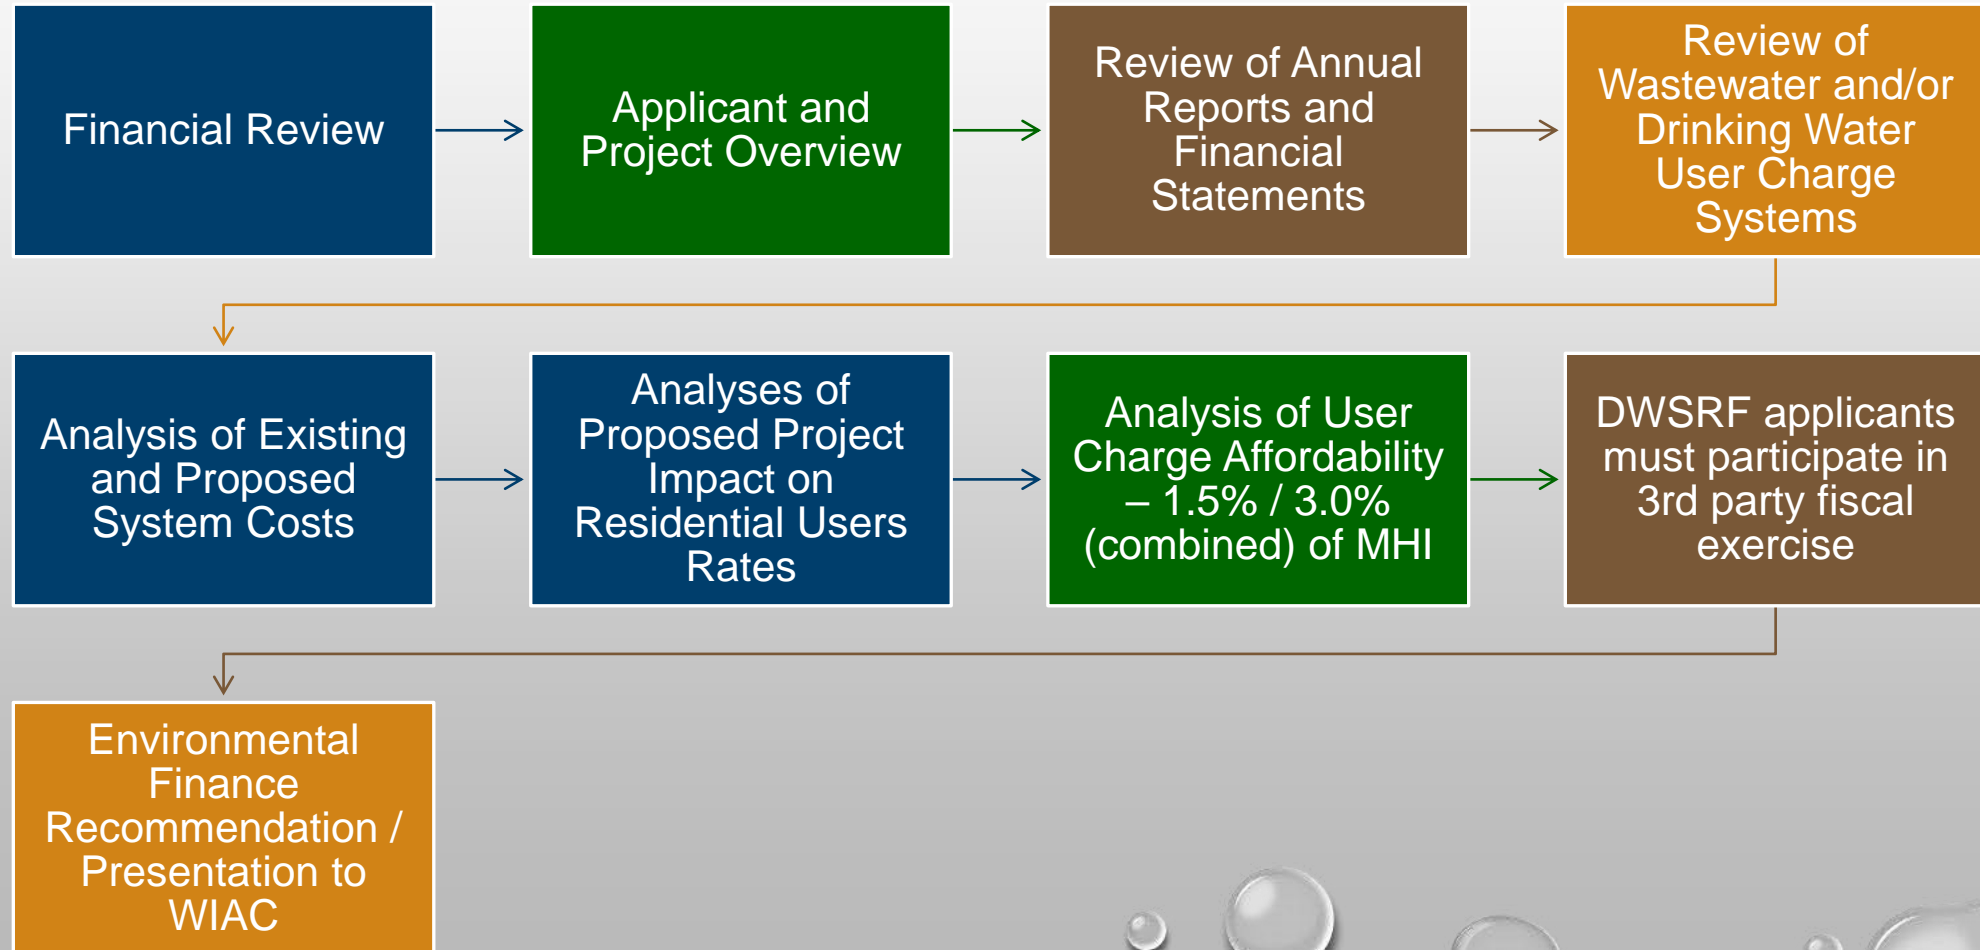 Financial Review
Applicant and
Project Overview
Review of Annual
Reports and
Financial
Statements
Review of
Wastewater and/or
Drinking Water
User Charge
Systems
Analysis of Existing
and Proposed
System Costs
Analyses of
Proposed Project
Impact on
Residential Users
Rates
Analysis of User
Charge Affordability
– 1.5% / 3.0%
(combined) of MHI
DWSRF applicants
must participate in
3rd party fiscal
exercise
Environmental
Finance
Recommendation /
Presentation to
WIAC